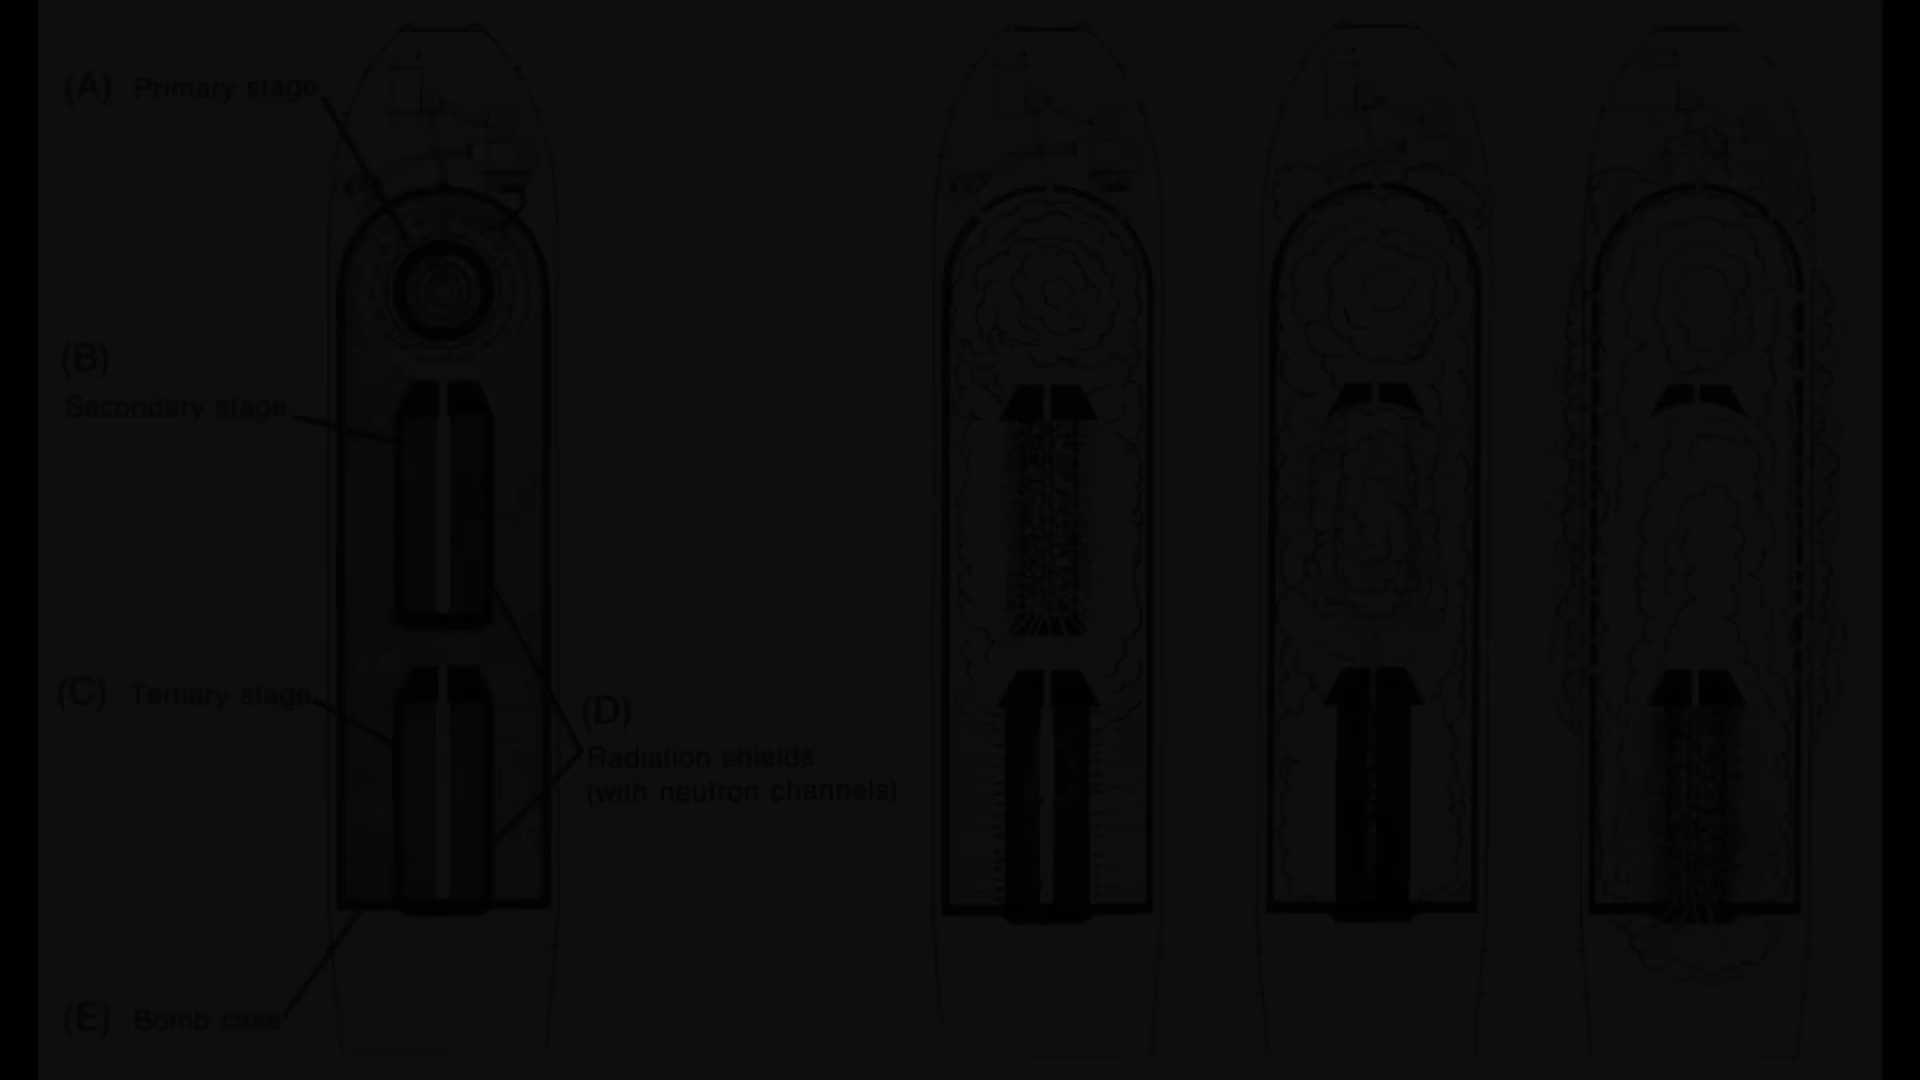 (A) Primary stage
(B)
Secondary stage
(C) Tertiary stage
(D)
Radiation shields
(with neutron channels)
(E) Bomb case